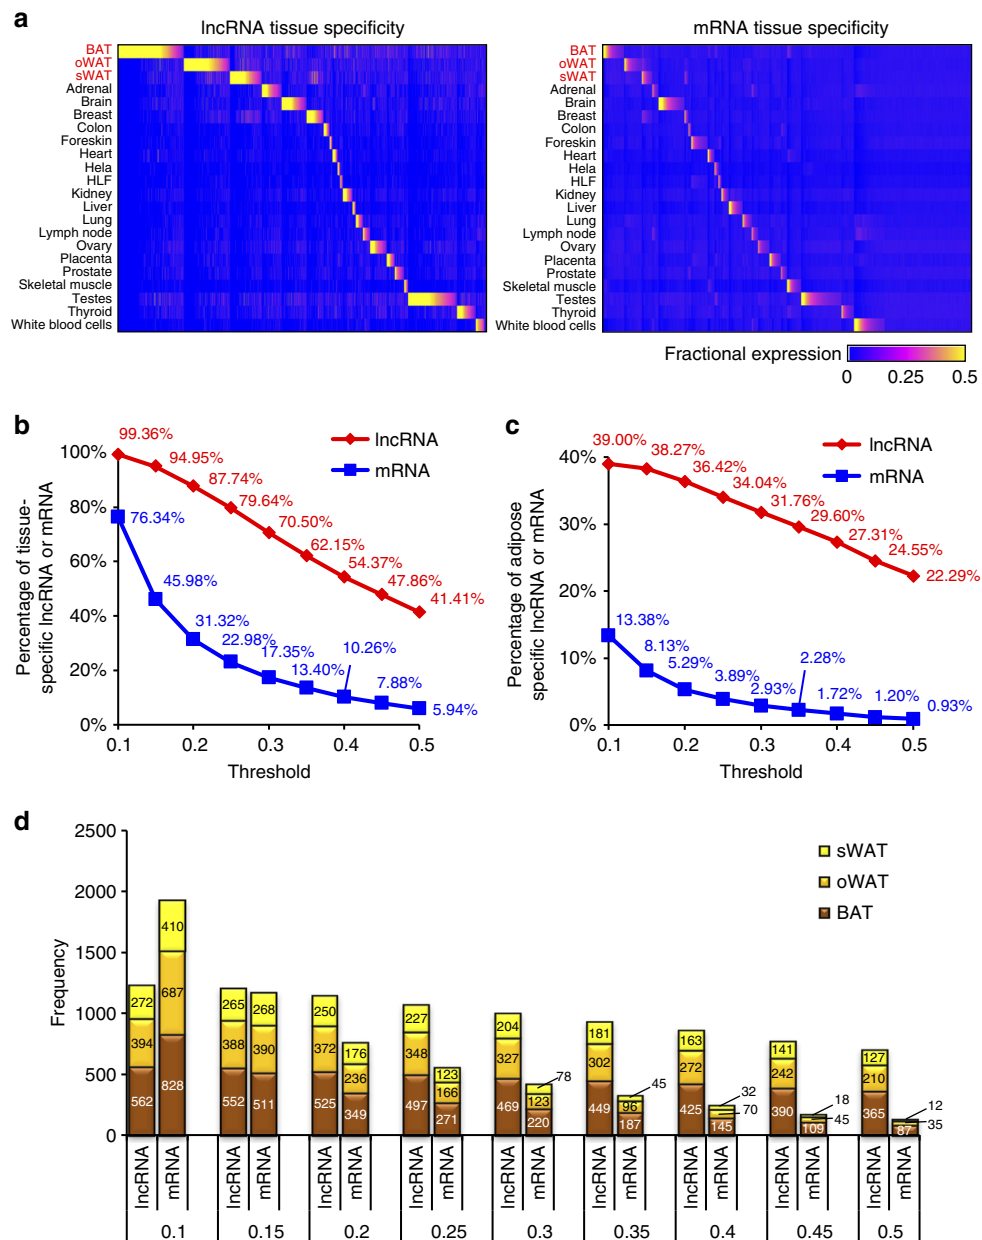 a
lncRNA tissue specificity
mRNA tissue specificity
BAT
oWAT
sWAT
Adrenal
Brain
Breast
Colon
Foreskin
Heart
Hela
HLF
Kidney
Liver
Lung
Lymph node
Ovary
Placenta
Prostate
Skeletal muscle
Testes
Thyroid
White blood cells
BAT
oWAT
sWAT
Adrenal
Brain
Breast
Colon
Foreskin
Heart
Hela
HLF
Kidney
Liver
Lung
Lymph node
Ovary
Placenta
Prostate
Skeletal muscle
Testes
Thyroid
White blood cells
Fractional expression
0 0.25 0.5
b
Percentage of tissue-
specific lncRNA or mRNA
100%
80%
60%
40%
20%
0%
lncRNA
mRNA
99.36%
94.95%
87.74%
79.64%
70.50%
62.15%
54.37%
47.86%
41.41%
76.34%
45.98%
31.32%
22.98%
17.35%
13.40%
10.26%
7.88%
5.94%
0.1 0.2 0.3 0.4 0.5
Threshold
c
Percentage of adipose
specific lncRNA or mRNA
40%
30%
20%
10%
0%
lncRNA
mRNA
39.00%
38.27%
36.42%
34.04%
31.76%
29.60%
27.31%
24.55%
22.29%
13.38%
8.13%
5.29%
3.89%
2.93%
2.28%
1.72%
1.20%
0.93%
0.1 0.2 0.3 0.4 0.5
Threshold
d
Frequency
2500
2000
1500
1000
500
0
sWAT
oWAT
BAT
272
394
562
410
687
828
265
388
552
268
390
511
250
372
525
176
236
349
227
348
497
123
166
271
204
327
469
78
123
220
181
302
449
45
96
187
163
272
425
32
70
145
141
242
390
18
45
109
127
210
365
12
35
87
lncRNA mRNA lncRNA mRNA lncRNA mRNA lncRNA mRNA lncRNA mRNA lncRNA mRNA lncRNA mRNA lncRNA mRNA lncRNA mRNA
0.1 0.15 0.2 0.25 0.3 0.35 0.4 0.45 0.5